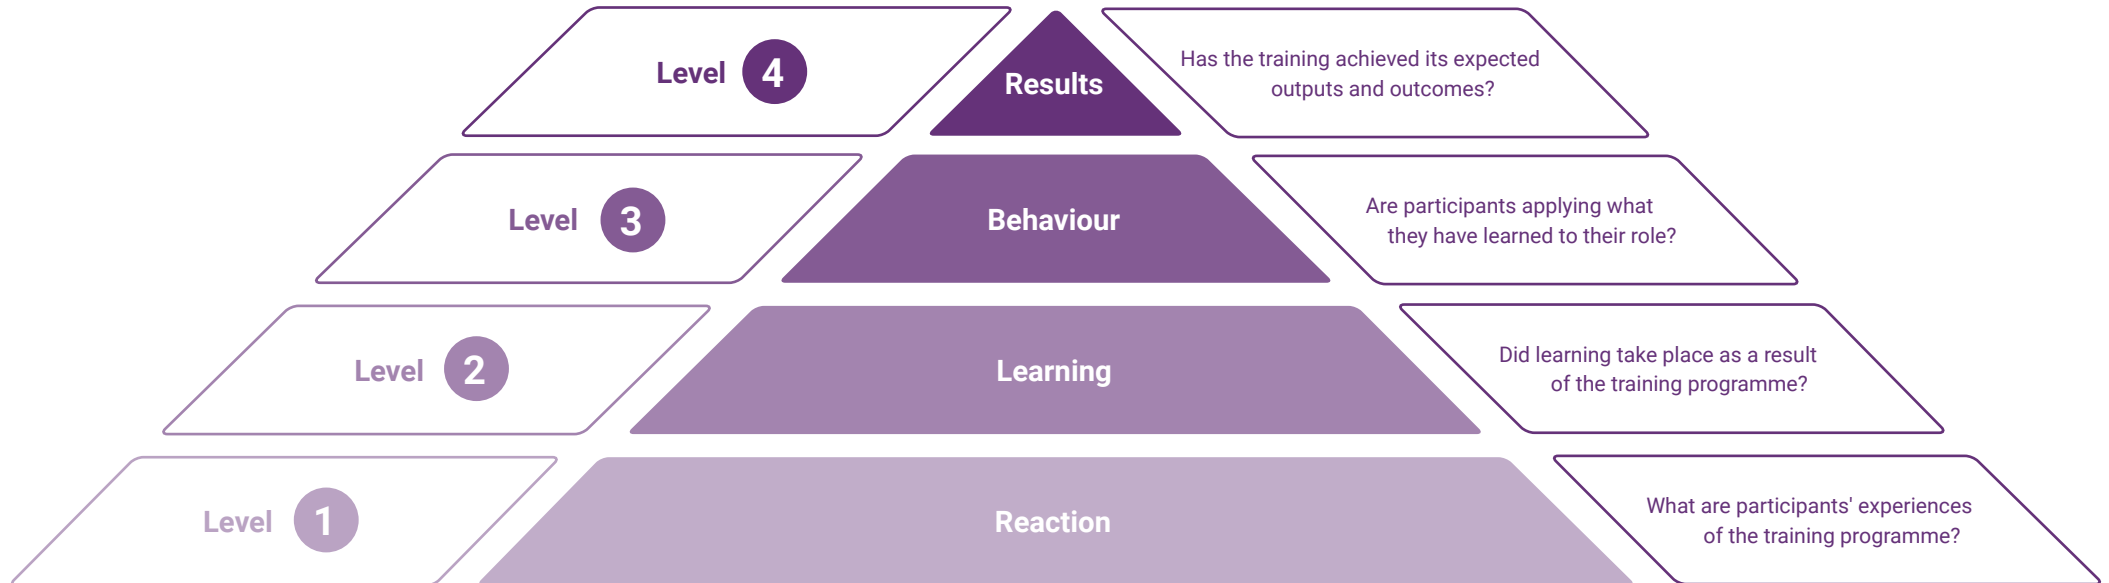 Level 4
Results
Has the training achieved its expected
outputs and outcomes?
Level 3
Behaviour
Are participants applying what
they have learned to their role?
Level 2
Learning
Did learning take place as a result
of the training programme?
Level 1
Reaction
What are participants' experiences
of the training programme?